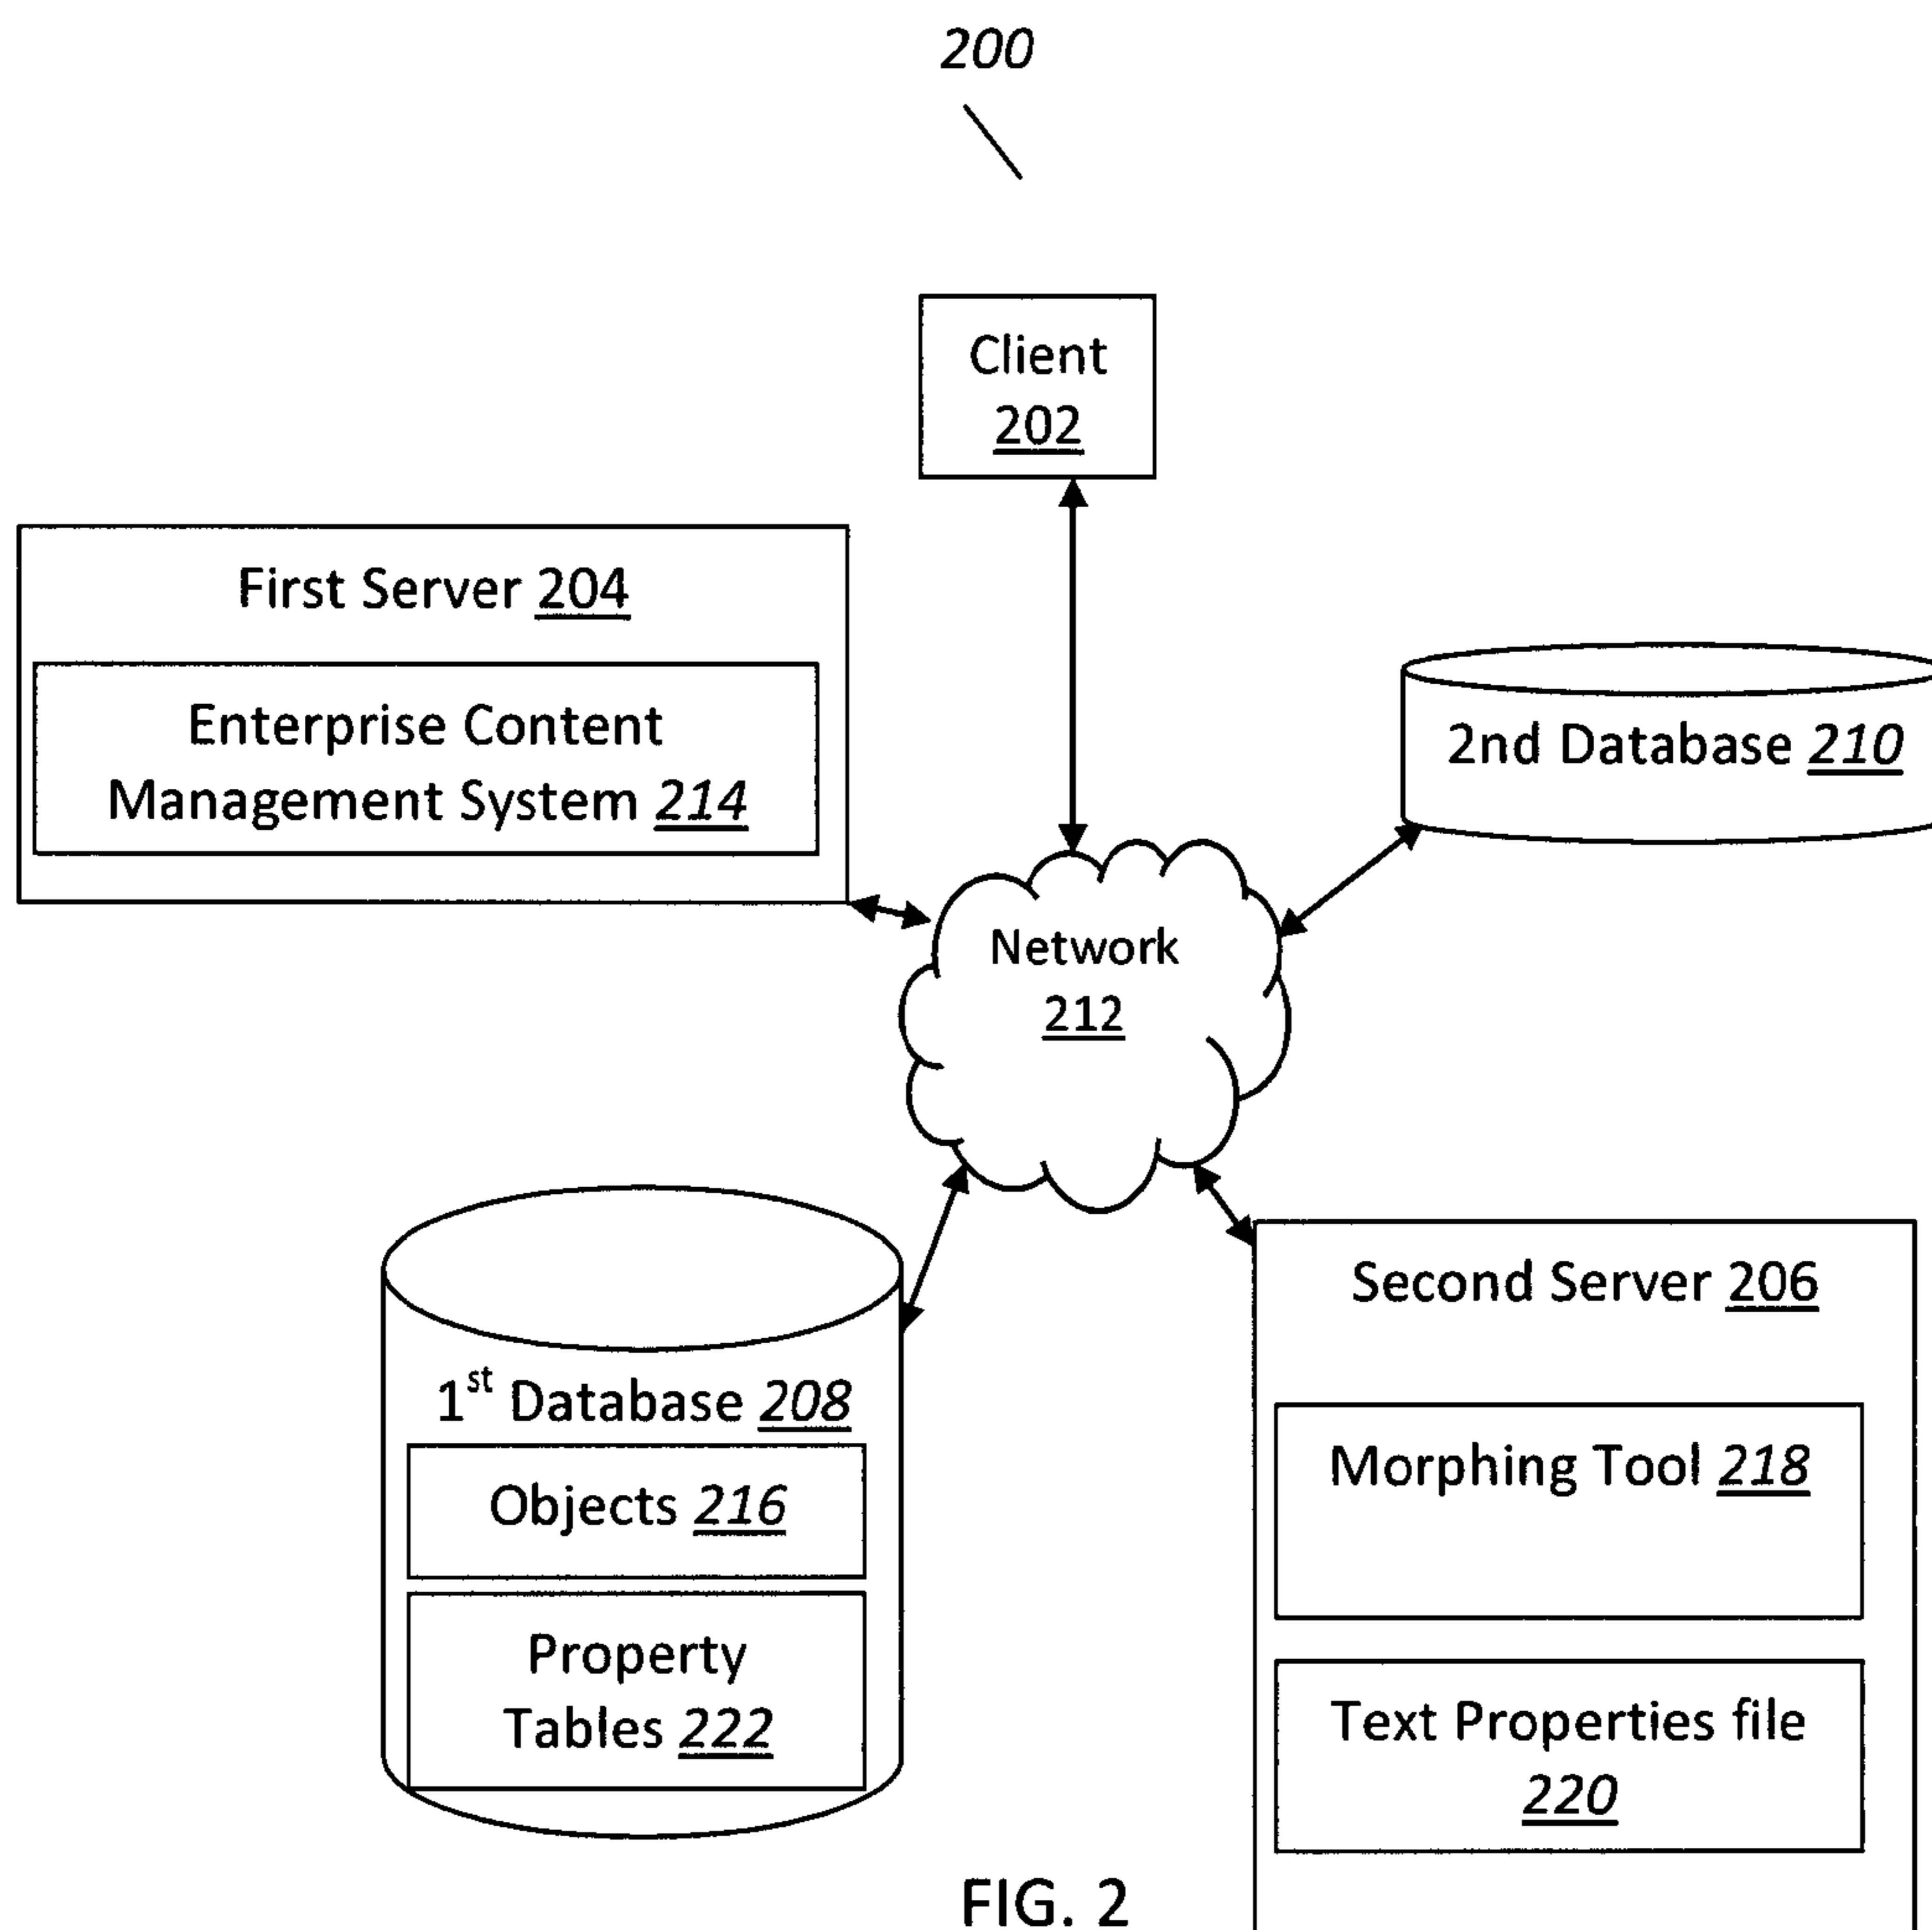 200
Client
202
First Server 204
Enterprise Content
Management System 214
2nd Database 210
Network
212
1st Database 208
Objects 216
Property
Tables 222
Second Server 206
Morphing Tool 218
Text Properties file
220
FIG. 2